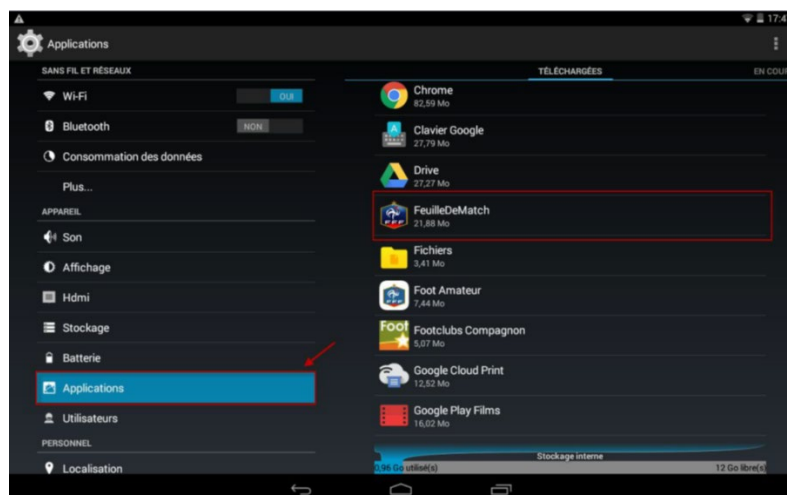 17:4
Applications
SANS FIL ET RÉSEAUX
Wi-Fi
OUI
Bluetooth
NON
Consommation des données
Plus...
APPAREIL
Son
Affichage
Hdmi
Stockage
Batterie
Applications
Utilisateurs
PERSONNEL
Localisation
TÉLÉCHARGÉES
EN COUR
Chrome
82,59 Mo
Clavier Google
27,79 Mo
Drive
27,27 Mo
FeuilleDeMatch
21,88 Mo
Fichiers
3,41 Mo
Foot Amateur
7,44 Mo
Foot
Footclubs Compagnon
5,07 Mo
Google Cloud Print
12,52 Mo
Google Play Films
16,02 Mo
Stockage interne
0,96 Go utilisé(s)
12 Go libre(s)